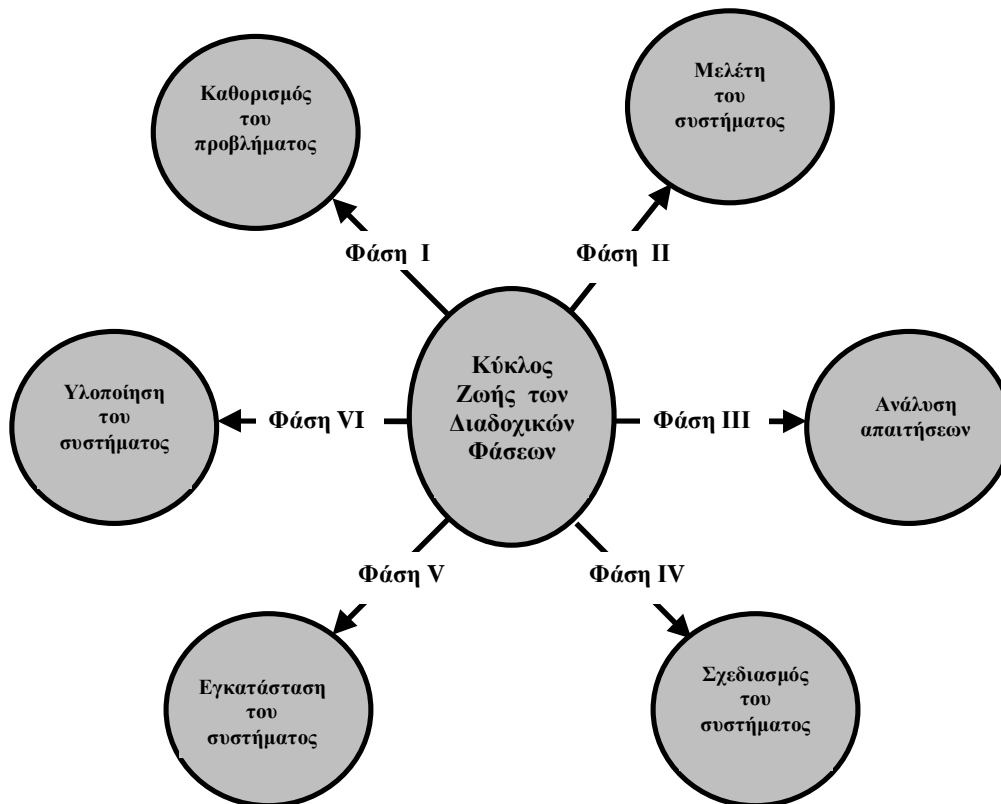 Καθορισμός
του
προβλήματος
Μελέτη
του
συστήματος
Φάση I
Φάση II
Κύκλος
Ζωής των
Διαδοχικών
Φάσεων
Υλοποίηση
του
συστήματος
Φάση VI
Φάση III
Ανάλυση
απαιτήσεων
Φάση V
Φάση IV
Εγκατάσταση
του
συστήματος
Σχεδιασμός
του
συστήματος